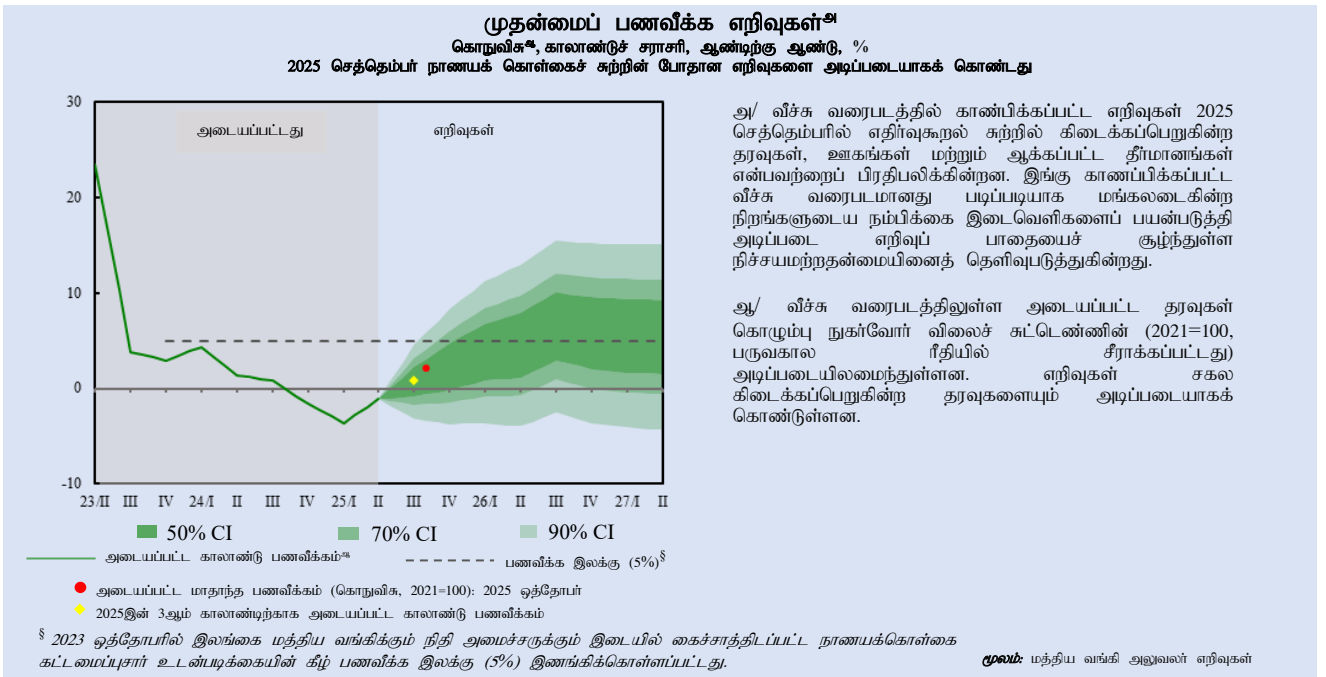 முதன்மைப் பணவீக்க எறிவுகள்அ
கொநுவிசுஆ, காலாண்டுச் சராசரி, ஆண்டிற்கு ஆண்டு, %
2025 செத்தெம்பர் நாணயக் கொள்கைச் சுற்றின் போதான எறிவுகளை அடிப்படையாகக் கொண்டது
30
20
10
0
-10
அடையப்பட்டது
எறிவுகள்
23/II III IV 24/I II III IV 25/I II III IV 26/I II III IV 27/I II
50% CI 70% CI 90% CI
அடையப்பட்ட காலாண்டு பணவீக்கம்ஆ
பணவீக்க இலக்கு (5%)§
அடையப்பட்ட மாதாந்த பணவீக்கம் (கொநுவிசு, 2021=100): 2025 ஒத்தோபர்
2025இன் 3ஆம் காலாண்டிற்காக அடையப்பட்ட காலாண்டு பணவீக்கம்
அ/ வீச்சு வரைபடத்தில் காண்பிக்கப்பட்ட எறிவுகள் 2025
செத்தெம்பரில் எதிர்வுகூறல் சுற்றில் கிடைக்கப்பெறுகின்ற
தரவுகள், ஊகங்கள் மற்றும் ஆக்கப்பட்ட தீர்மானங்கள்
என்பவற்றைப் பிரதிபலிக்கின்றன. இங்கு காணப்பிக்கப்பட்ட
வீச்சு வரைபடமானது படிப்படியாக மங்கலடைகின்ற
நிறங்களுடைய நம்பிக்கை இடைவெளிகளைப் பயன்படுத்தி
அடிப்படை எறிவுப் பாதையைச் சூழ்ந்துள்ள
நிச்சயமற்றதன்மையினைத் தெளிவுபடுத்துகின்றது.
ஆ/ வீச்சு வரைபடத்திலுள்ள அடையப்பட்ட தரவுகள்
கொழும்பு நுகர்வோர் விலைச் சுட்டெண்ணின் (2021=100,
பருவகால ரீதியில் சீராக்கப்பட்டது)
அடிப்படையிலமைந்துள்ளன. எறிவுகள் சகல
கிடைக்கப்பெறுகின்ற தரவுகளையும் அடிப்படையாகக்
கொண்டுள்ளன.
§ 2023 ஒத்தோபரில் இலங்கை மத்திய வங்கிக்கும் நிதி அமைச்சருக்கும் இடையில் கைச்சாத்திடப்பட்ட நாணயக்கொள்கை
கட்டமைப்புசார் உடன்படிக்கையின் கீழ் பணவீக்க இலக்கு (5%) இணங்கிக்கொள்ளப்பட்டது.
மூலம்: மத்திய வங்கி அலுவலர் எறிவுகள்